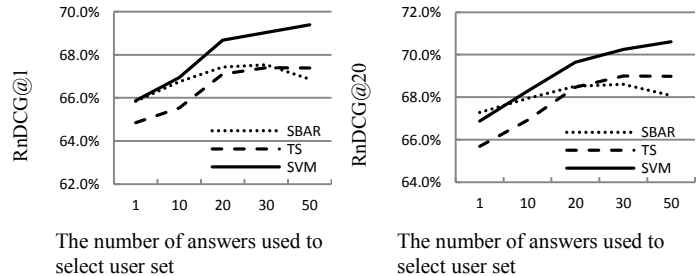 RnDCG@1
70.0%
68.0%
66.0%
64.0%
62.0%
SBAR
TS
SVM
1 10 20 30 50
The number of answers used to
select user set
RnDCG@20
72.0%
70.0%
68.0%
66.0%
64.0%
SBAR
TS
SVM
1 10 20 30 50
The number of answers used to
select user set